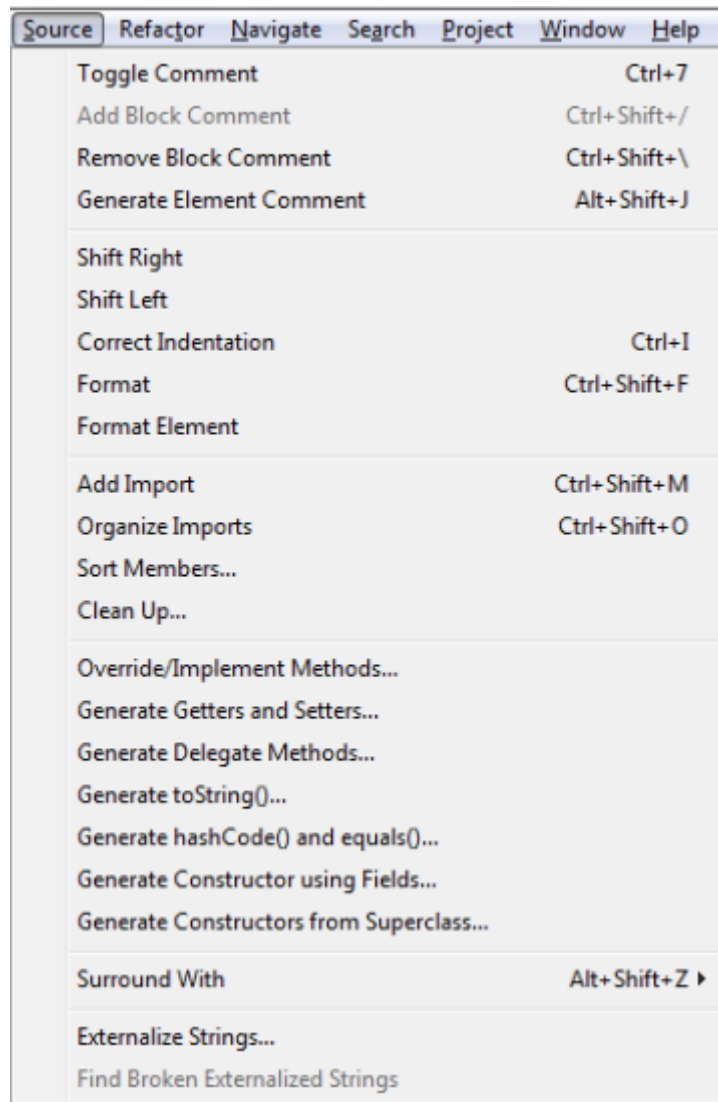 Source Refactor Navigate Search Project Window Help
Toggle Comment Ctrl+7
Add Block Comment Ctrl+Shift+/
Remove Block Comment Ctrl+Shift+\
Generate Element Comment Alt+Shift+J
Shift Right
Shift Left
Correct Indentation Ctrl+I
Format Ctrl+Shift+F
Format Element
Add Import Ctrl+Shift+M
Organize Imports Ctrl+Shift+O
Sort Members...
Clean Up...
Override/Implement Methods...
Generate Getters and Setters...
Generate Delegate Methods...
Generate toString()...
Generate hashCode() and equals()...
Generate Constructor using Fields...
Generate Constructors from Superclass...
Surround With Alt+Shift+Z
Externalize Strings...
Find Broken Externalized Strings